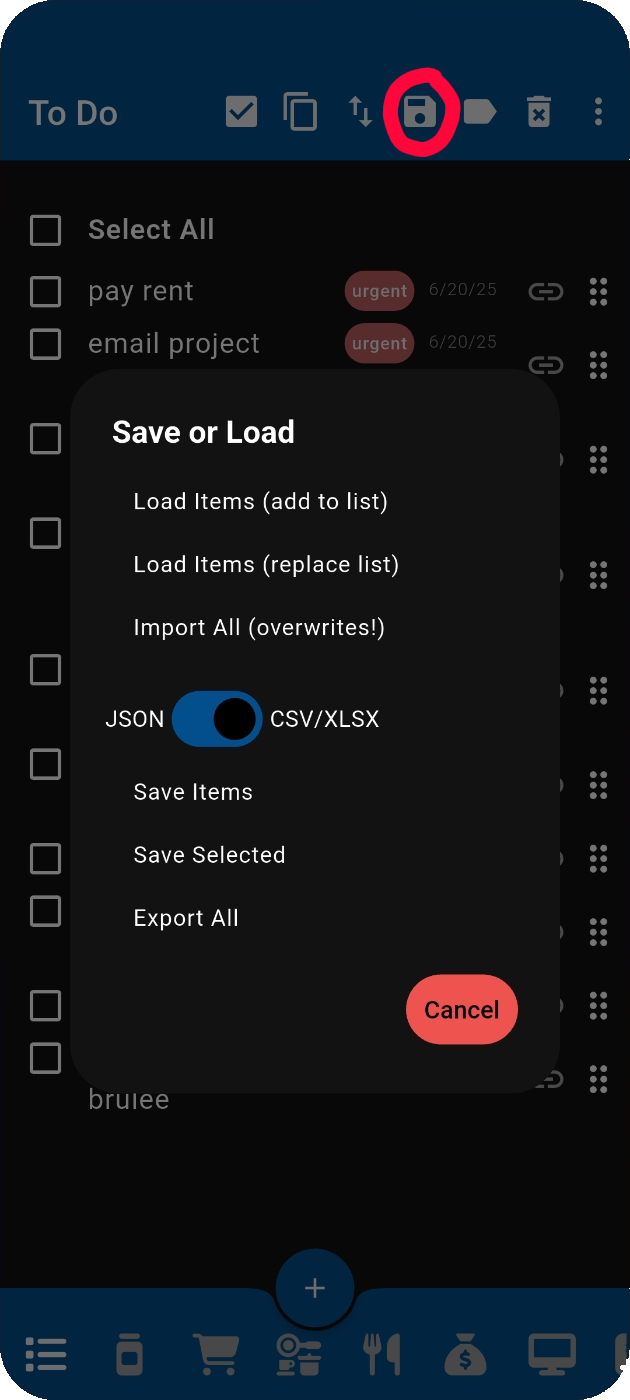 To Do
Select All
pay rent urgent 6/20/25
email project urgent 6/20/25
Save or Load
Load Items (add to list)
Load Items (replace list)
Import All (overwrites!)
JSON CSV/XLSX
Save Items
Save Selected
Export All
Cancel
brulee
+